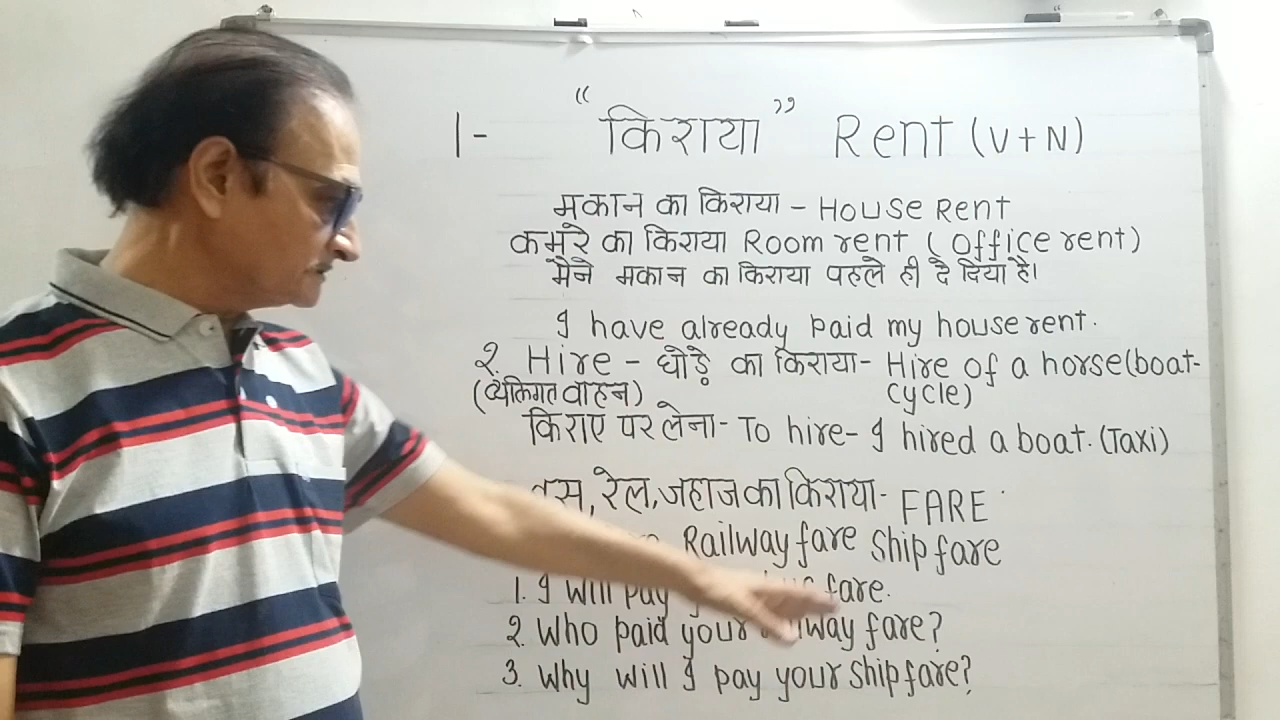 1- "किराया" Rent (V+N)
मकान का किराया - House Rent
कमरे का किराया Room rent (office rent)
मैने मकान का किराया पहले ही दे दिया है।
I have already paid my house rent.
2. Hire - घोड़े का किराया - Hire of a horse (boat-
(व्यक्तिगत वाहन) cycle)
किराए पर लेना - To hire - I hired a boat. (Taxi)
बस, रेल, जहाज का किराया - FARE
Railway fare Ship fare
1. I will pay fare.
2. Who paid your fare?
3. Why will I pay your ship fare?